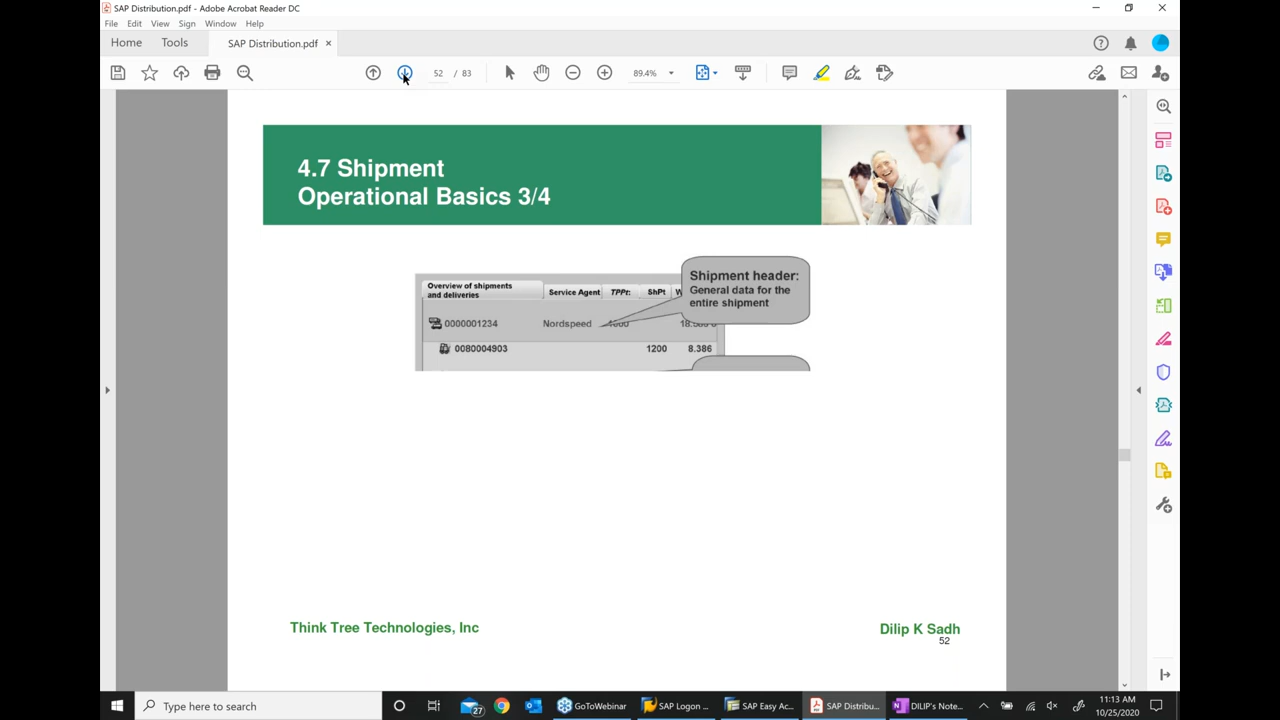 SAP Distribution.pdf - Adobe Acrobat Reader DC
File Edit View Sign Window Help
Home Tools SAP Distribution.pdf ×
52 / 83 89.4%
4.7 Shipment
Operational Basics 3/4
Shipment header:
General data for the
entire shipment
Overview of shipments
and deliveries
Service Agent TPPt: ShPt
0000001234 Nordspeed
0080004903 1200 8.386
Think Tree Technologies, Inc
Dilip K Sadh
52
Type here to search
27
GoToWebinar
SAP Logon ...
SAP Easy Ac...
SAP Distribu...
DILIP's Note...
11:13 AM
10/25/2020